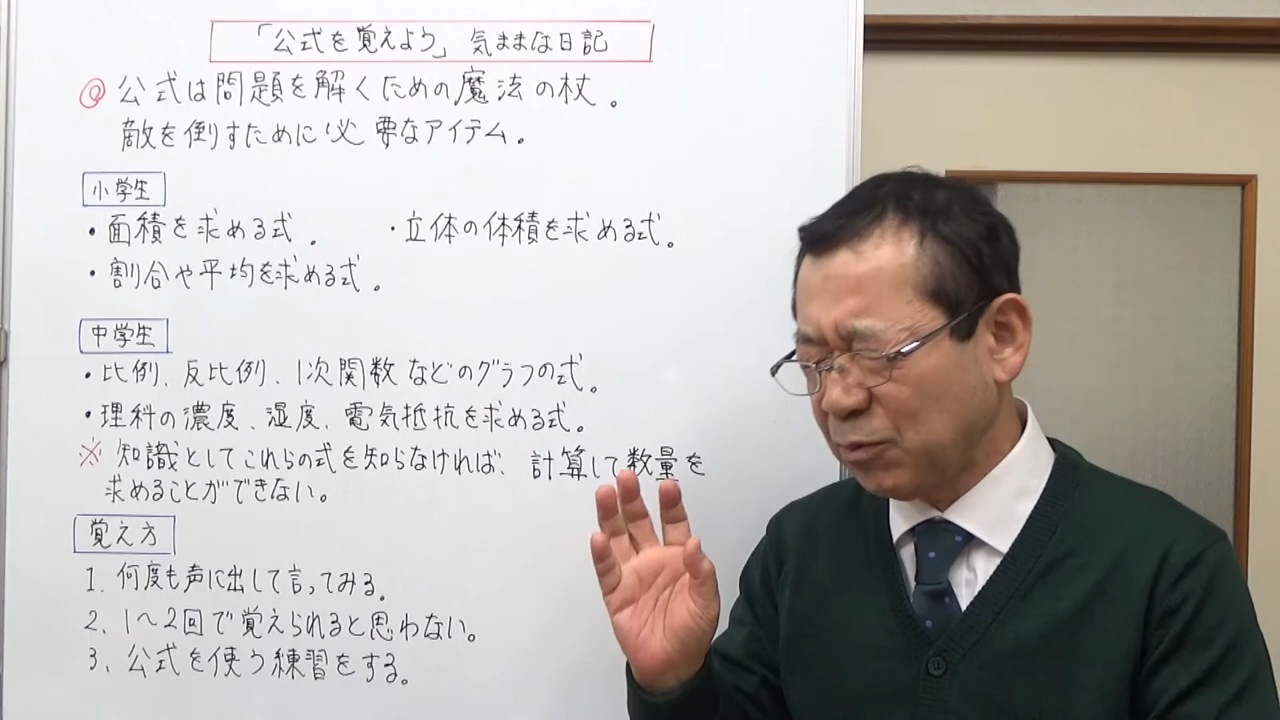 「公式を覚えよう」気ままな日記
@ 公式は問題を解くための魔法の杖。
敵を倒すために必要なアイテム。
小学生
・面積を求める式。 ・立体の体積を求める式。
・割合や平均を求める式。
中学生
・比例、反比例、1次関数などのグラフの式。
・理科の濃度、湿度、電気抵抗を求める式。
※ 知識としてこれらの式を知らなければ、計算して数量を
求めることができない。
覚え方
1. 何度も声に出して言ってみる。
2、1〜2回で覚えられると思わない。
3、公式を使う練習をする。